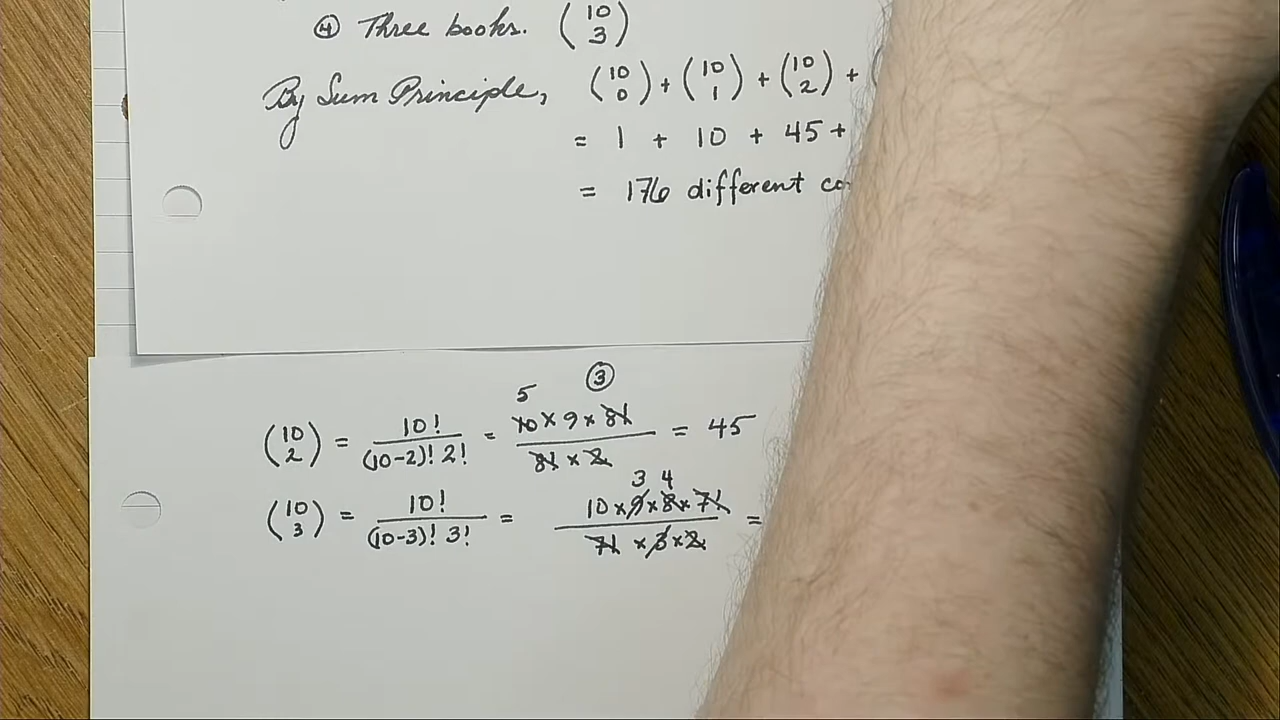 ④ Three books. (10 3)
By Sum Principle, (10 0) + (10 1) + (10 2) + (
= 1 + 10 + 45 +
= 176 different co
③
5
(10 2) = 10! / (10-2)! 2! = 10 × 9 × 8! / 8! × 2 = 45
3 4
(10 3) = 10! / (10-3)! 3! = 10 × 9 × 8 × 7! / 7! × 3 × 2 =